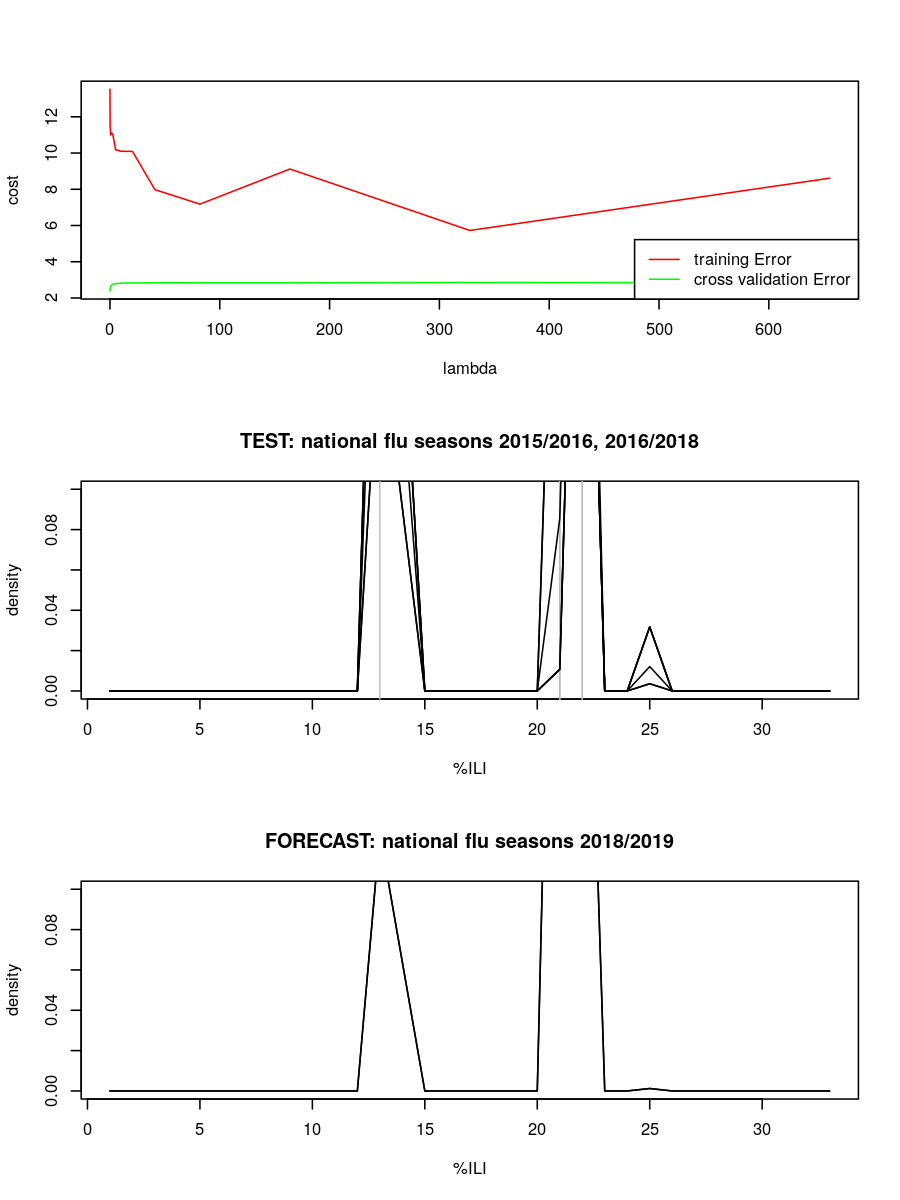 12
10
8
6
4
2
cost
training Error
cross validation Error
0 100 200 300 400 500 600
lambda
TEST: national flu seasons 2015/2016, 2016/2018
0.08
0.04
0.00
density
0 5 10 15 20 25 30
%ILI
FORECAST: national flu seasons 2018/2019
0.08
0.04
0.00
density
0 5 10 15 20 25 30
%ILI